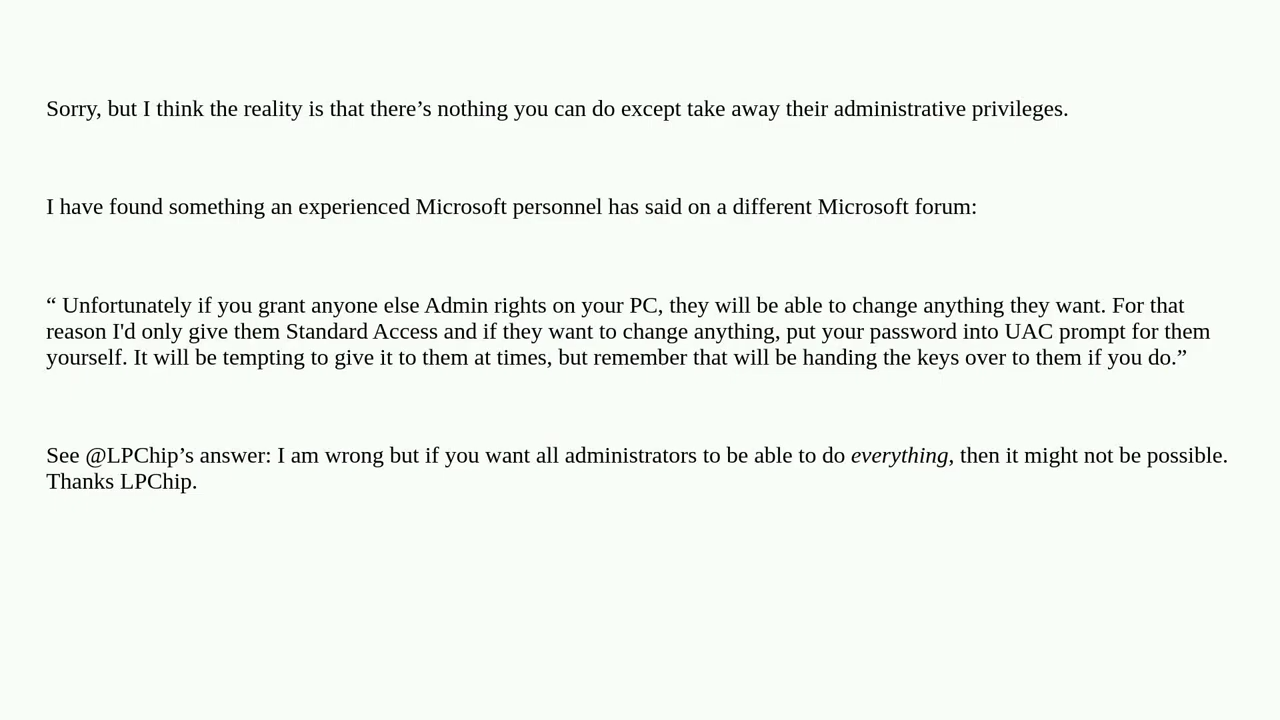 Sorry, but I think the reality is that there’s nothing you can do except take away their administrative privileges.
I have found something an experienced Microsoft personnel has said on a different Microsoft forum:
“ Unfortunately if you grant anyone else Admin rights on your PC, they will be able to change anything they want. For that
reason I'd only give them Standard Access and if they want to change anything, put your password into UAC prompt for them
yourself. It will be tempting to give it to them at times, but remember that will be handing the keys over to them if you do.”
See @LPChip’s answer: I am wrong but if you want all administrators to be able to do everything, then it might not be possible.
Thanks LPChip.